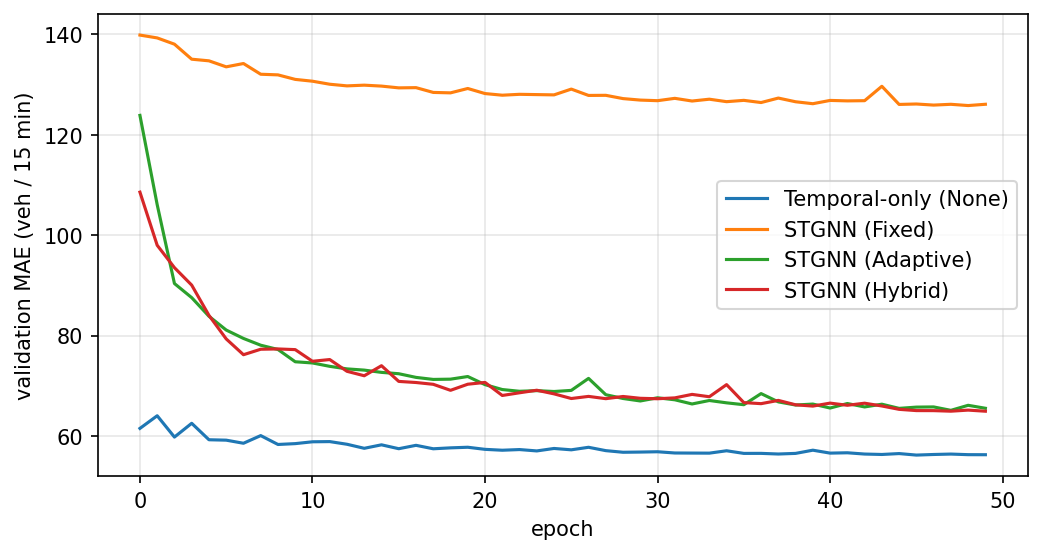 140
120
100
80
60
validation MAE (veh / 15 min)
Temporal-only (None)
STGNN (Fixed)
STGNN (Adaptive)
STGNN (Hybrid)
0 10 20 30 40 50
epoch